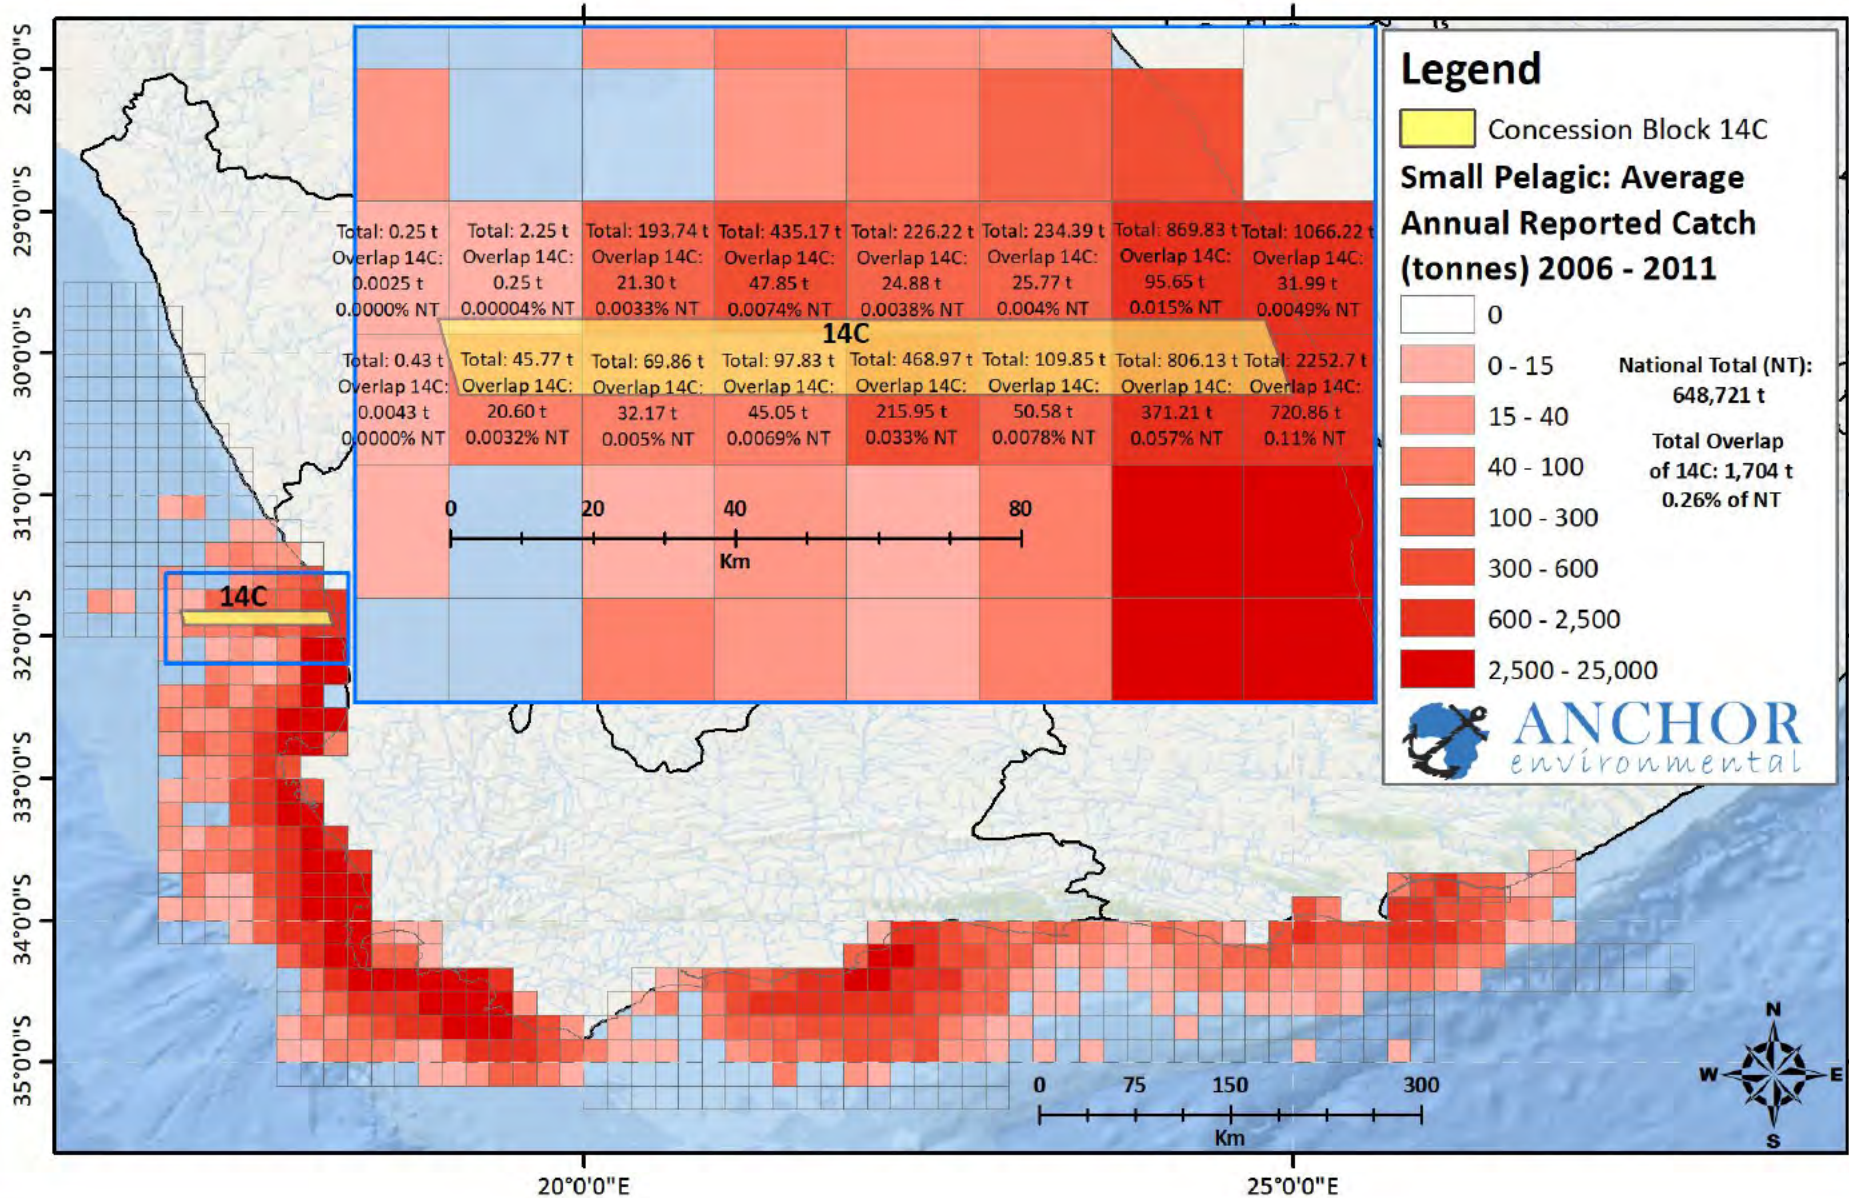 28°0'0"S
29°0'0"S
30°0'0"S
31°0'0"S
32°0'0"S
33°0'0"S
34°0'0"S
35°0'0"S
20°0'0"E
25°0'0"E
Total: 0.25 t
Overlap 14C:
0.0025 t
0.0000% NT
Total: 2.25 t
Overlap 14C:
0.25 t
0.00004% NT
Total: 193.74 t
Overlap 14C:
21.30 t
0.0033% NT
Total: 435.17 t
Overlap 14C:
47.85 t
0.0074% NT
Total: 226.22 t
Overlap 14C:
24.88 t
0.0038% NT
Total: 234.39 t
Overlap 14C:
25.77 t
0.004% NT
Total: 869.83 t
Overlap 14C:
95.65 t
0.015% NT
Total: 1066.22 t
Overlap 14C:
31.99 t
0.0049% NT
14C
Total: 0.43 t
Overlap 14C:
0.0043 t
0.0000% NT
Total: 45.77 t
Overlap 14C:
20.60 t
0.0032% NT
Total: 69.86 t
Overlap 14C:
32.17 t
0.005% NT
Total: 97.83 t
Overlap 14C:
45.05 t
0.0069% NT
Total: 468.97 t
Overlap 14C:
215.95 t
0.033% NT
Total: 109.85 t
Overlap 14C:
50.58 t
0.0078% NT
Total: 806.13 t
Overlap 14C:
371.21 t
0.057% NT
Total: 2252.7 t
Overlap 14C:
720.86 t
0.11% NT
0 20 40 80
Km
14C
Legend
Concession Block 14C
Small Pelagic: Average
Annual Reported Catch
(tonnes) 2006 - 2011
0
0 - 15
15 - 40
40 - 100
100 - 300
300 - 600
600 - 2,500
2,500 - 25,000
National Total (NT):
648,721 t
Total Overlap
of 14C: 1,704 t
0.26% of NT
ANCHOR
environmental
0 75 150 300
Km
N
W E
S